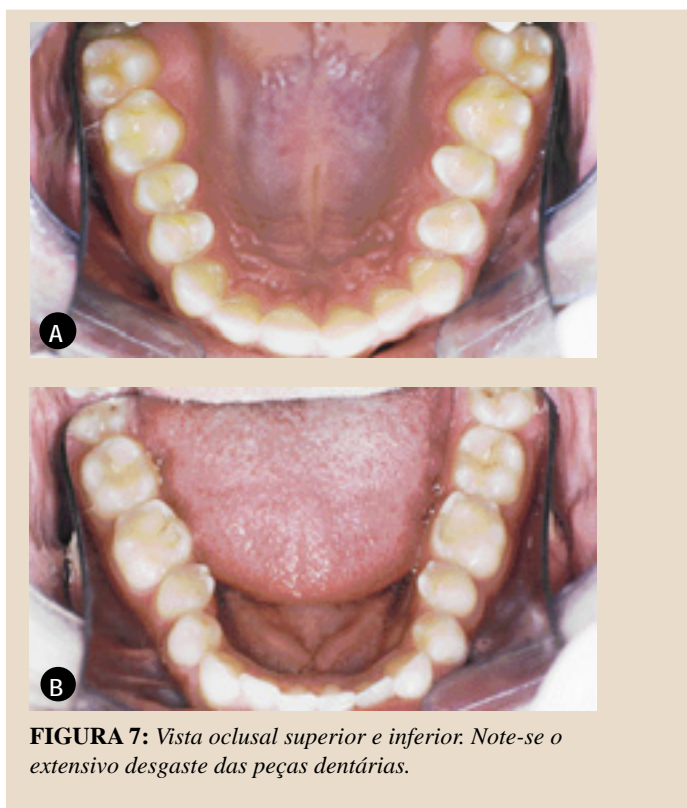 A
B
FIGURA 7: Vista oclusal superior e inferior. Note-se o
extensivo desgaste das peças dentárias.